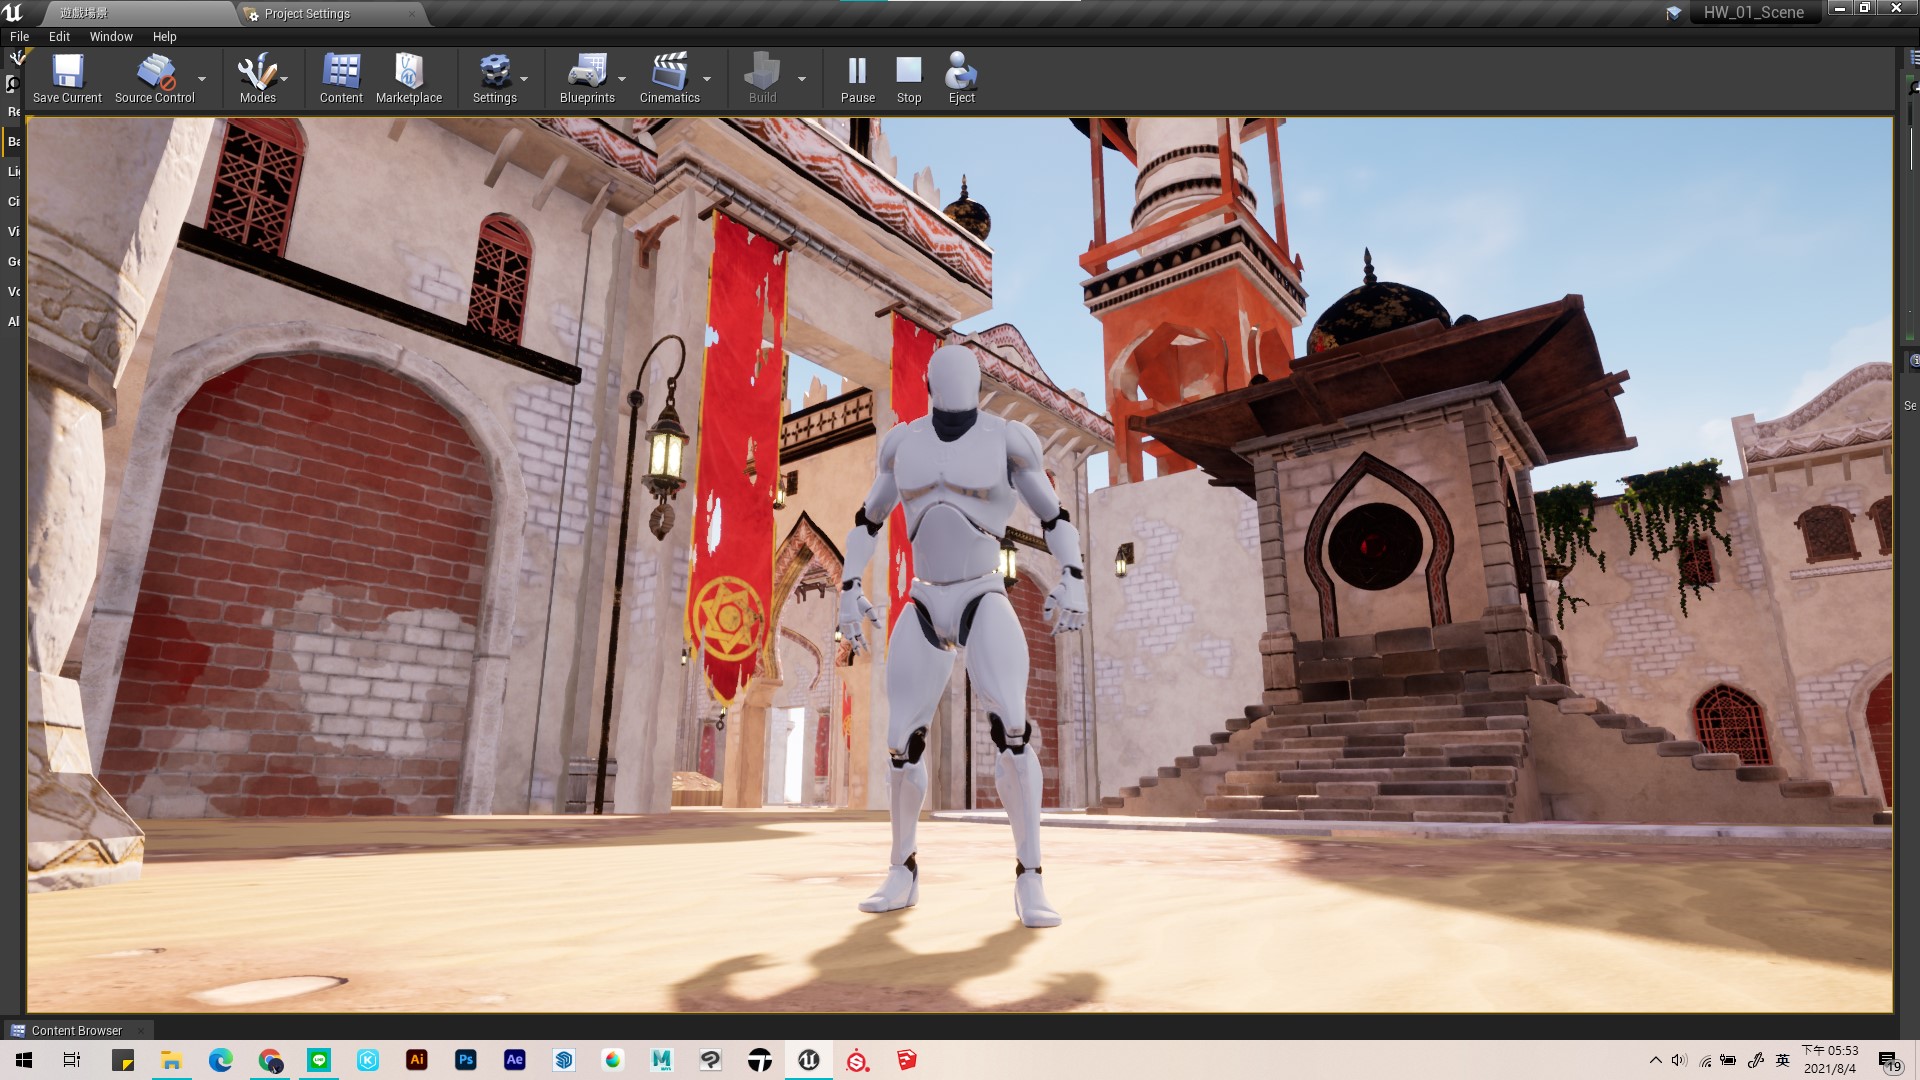 遊戲場景
Project Settings
HW_01_Scene
File
Edit
Window
Help
Save Current
Source Control
Modes
Content
Marketplace
Settings
Blueprints
Cinematics
Build
Pause
Stop
Eject
Re
Ba
Li
Ci
Vi
Ge
Vo
Al
Se
Content Browser
Ai
Ps
Ae
M
英
下午 05:53
2021/8/4
19